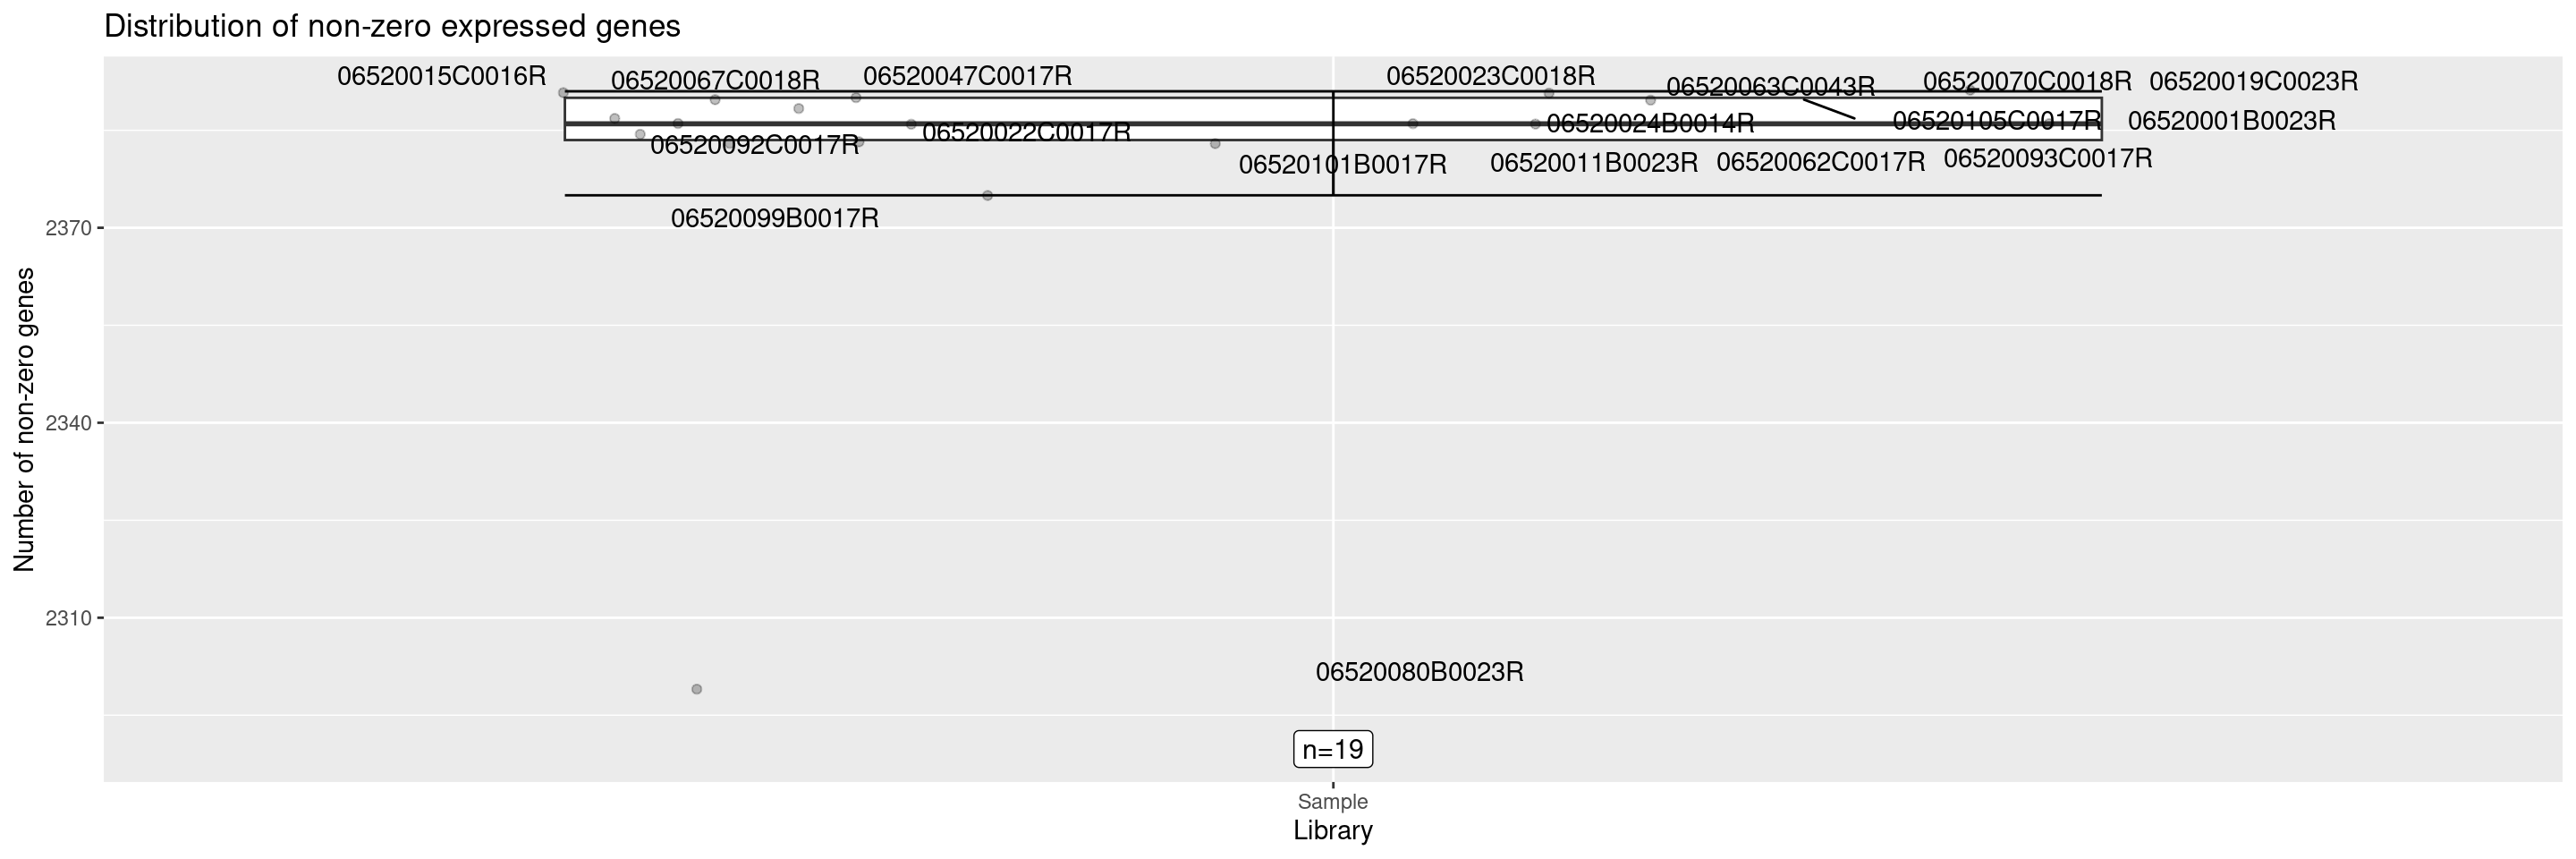 Distribution of non-zero expressed genes
06520015C0016R
06520067C0018R
06520047C0017R
06520023C0018R
06520063C0043R
06520070C0018R
06520019C0023R
06520092C0017R
06520022C0017R
06520024B0014R
06520105C0017R
06520001B0023R
06520101B0017R
06520011B0023R
06520062C0017R
06520093C0017R
06520099B0017R
2370
2340
2310
Number of non-zero genes
06520080B0023R
n=19
Sample
Library